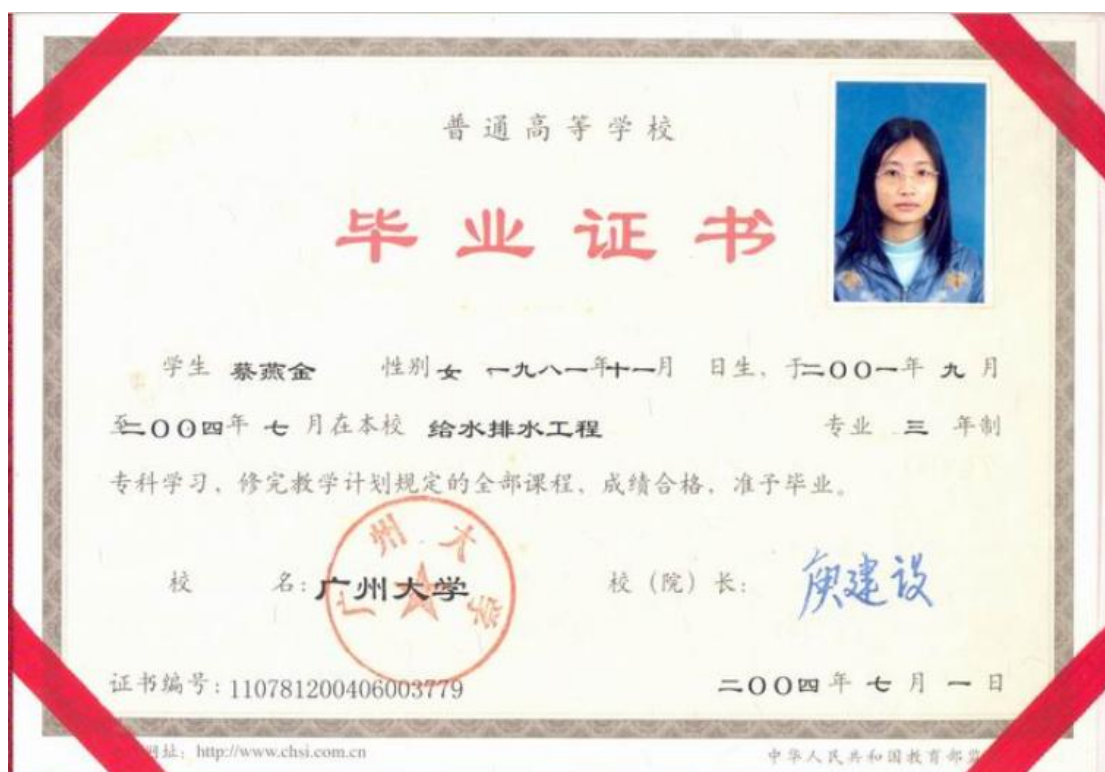 普通高等学校
毕业证书
学生 蔡燕金 性别 女 一九八一年十一月 日生，于二〇〇一年 九 月
至二〇〇四年 七 月在本校 给水排水工程 专业 三 年制
专科学习，修完教学计划规定的全部课程，成绩合格，准予毕业。
校 名：广州大学 校（院）长：庾建设
广州大学
证书编号：110781200406003779 二〇〇四 年 七 月 一 日
网址：http://www.chsi.com.cn 中华人民共和国教育部